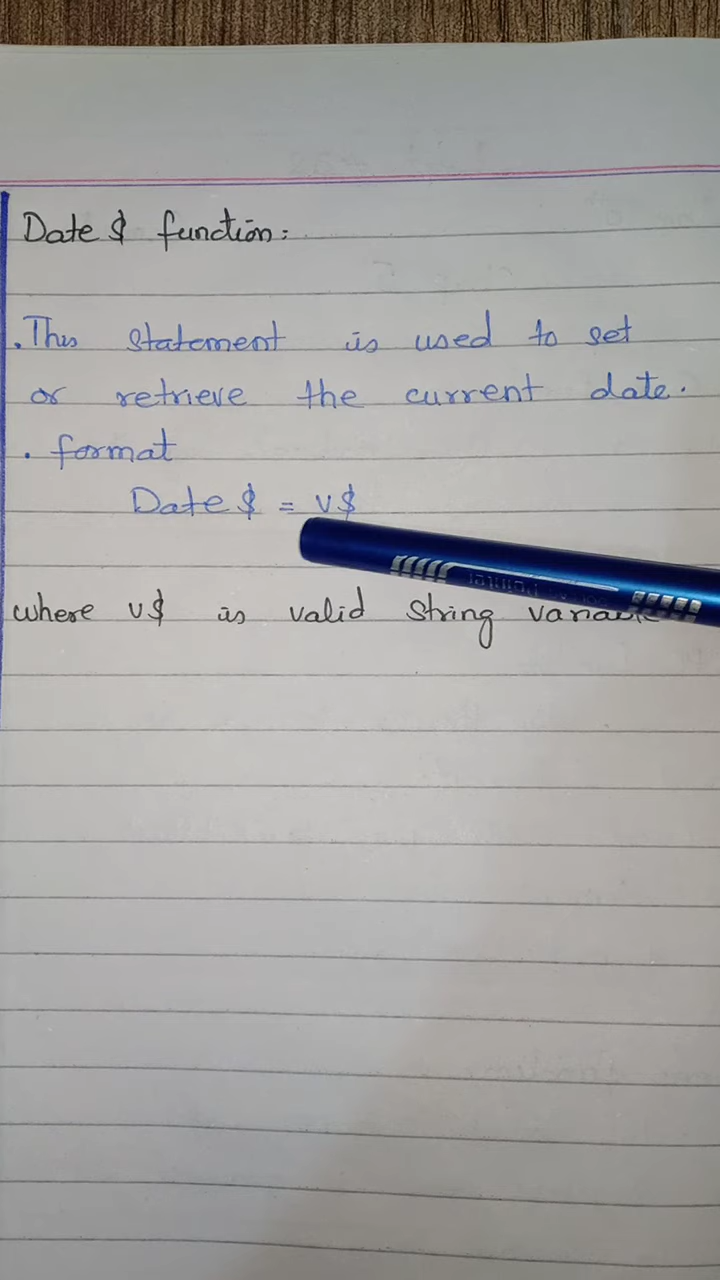 Date $ function:
. This statement is used to set
or retrieve the current date.
. format
Date $ = v$
where v$ is valid string